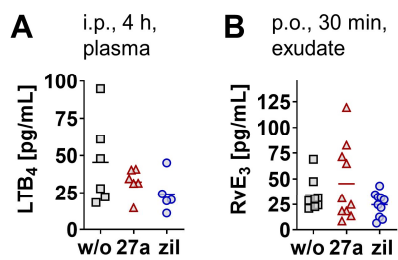 A
i.p., 4 h,
plasma
LTB4 [pg/mL]
100
75
50
25
0
w/o 27a zil
B
p.o., 30 min,
exudate
RvE3 [pg/mL]
125
100
75
50
25
0
w/o 27a zil